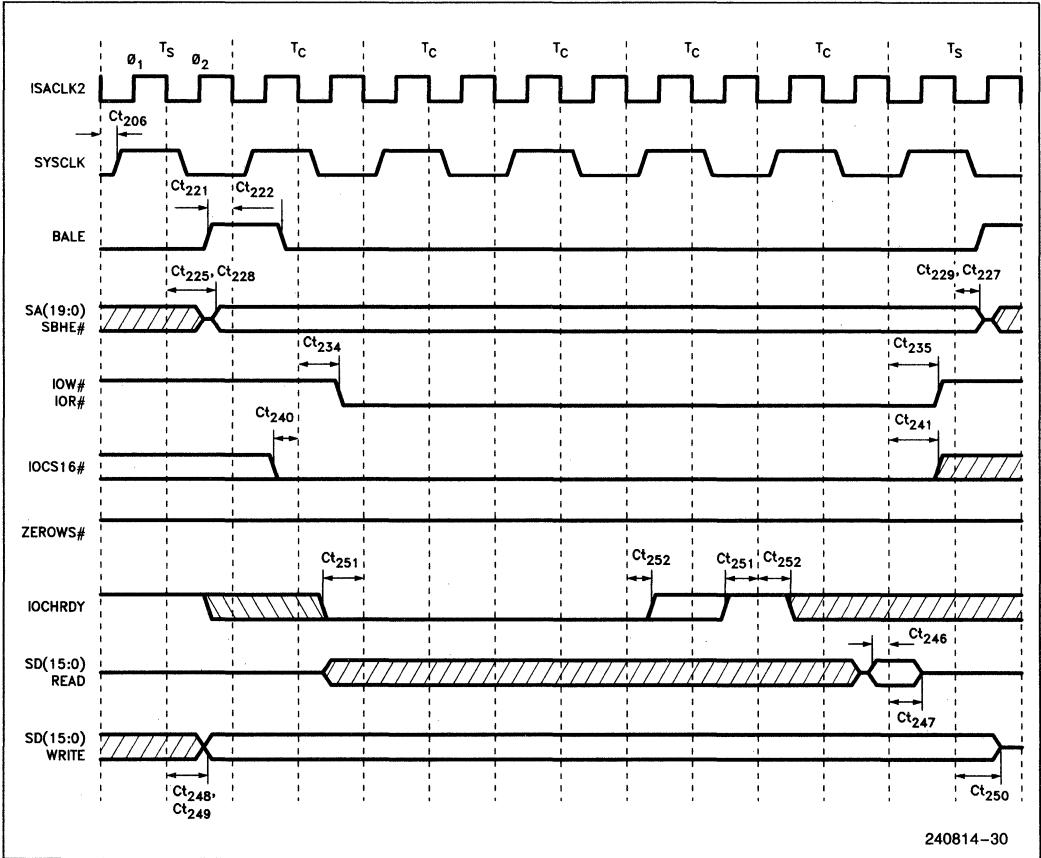 TS TC TC TC TC TC TS
Ø1 Ø2
ISACLK2
Ct206
SYSCLK
Ct221 Ct222
BALE
Ct225, Ct228 Ct229, Ct227
SA(19:0)
SBHE#
Ct234 Ct235
IOW#
IOR#
Ct240 Ct241
IOCS16#
ZEROWS#
Ct251 Ct252 Ct251 Ct252
IOCHRDY
Ct246
SD(15:0)
READ
Ct247
SD(15:0)
WRITE
Ct248,
Ct249
Ct250
240814-30